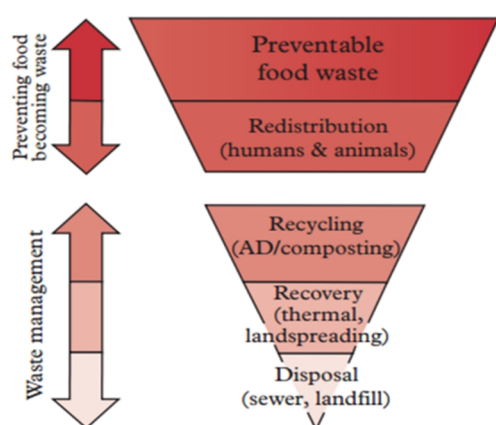 Preventing food
becoming waste
Preventable
food waste
Redistribution
(humans & animals)
Waste management
Recycling
(AD/composting)
Recovery
(thermal,
landspreading)
Disposal
(sewer, landfill)